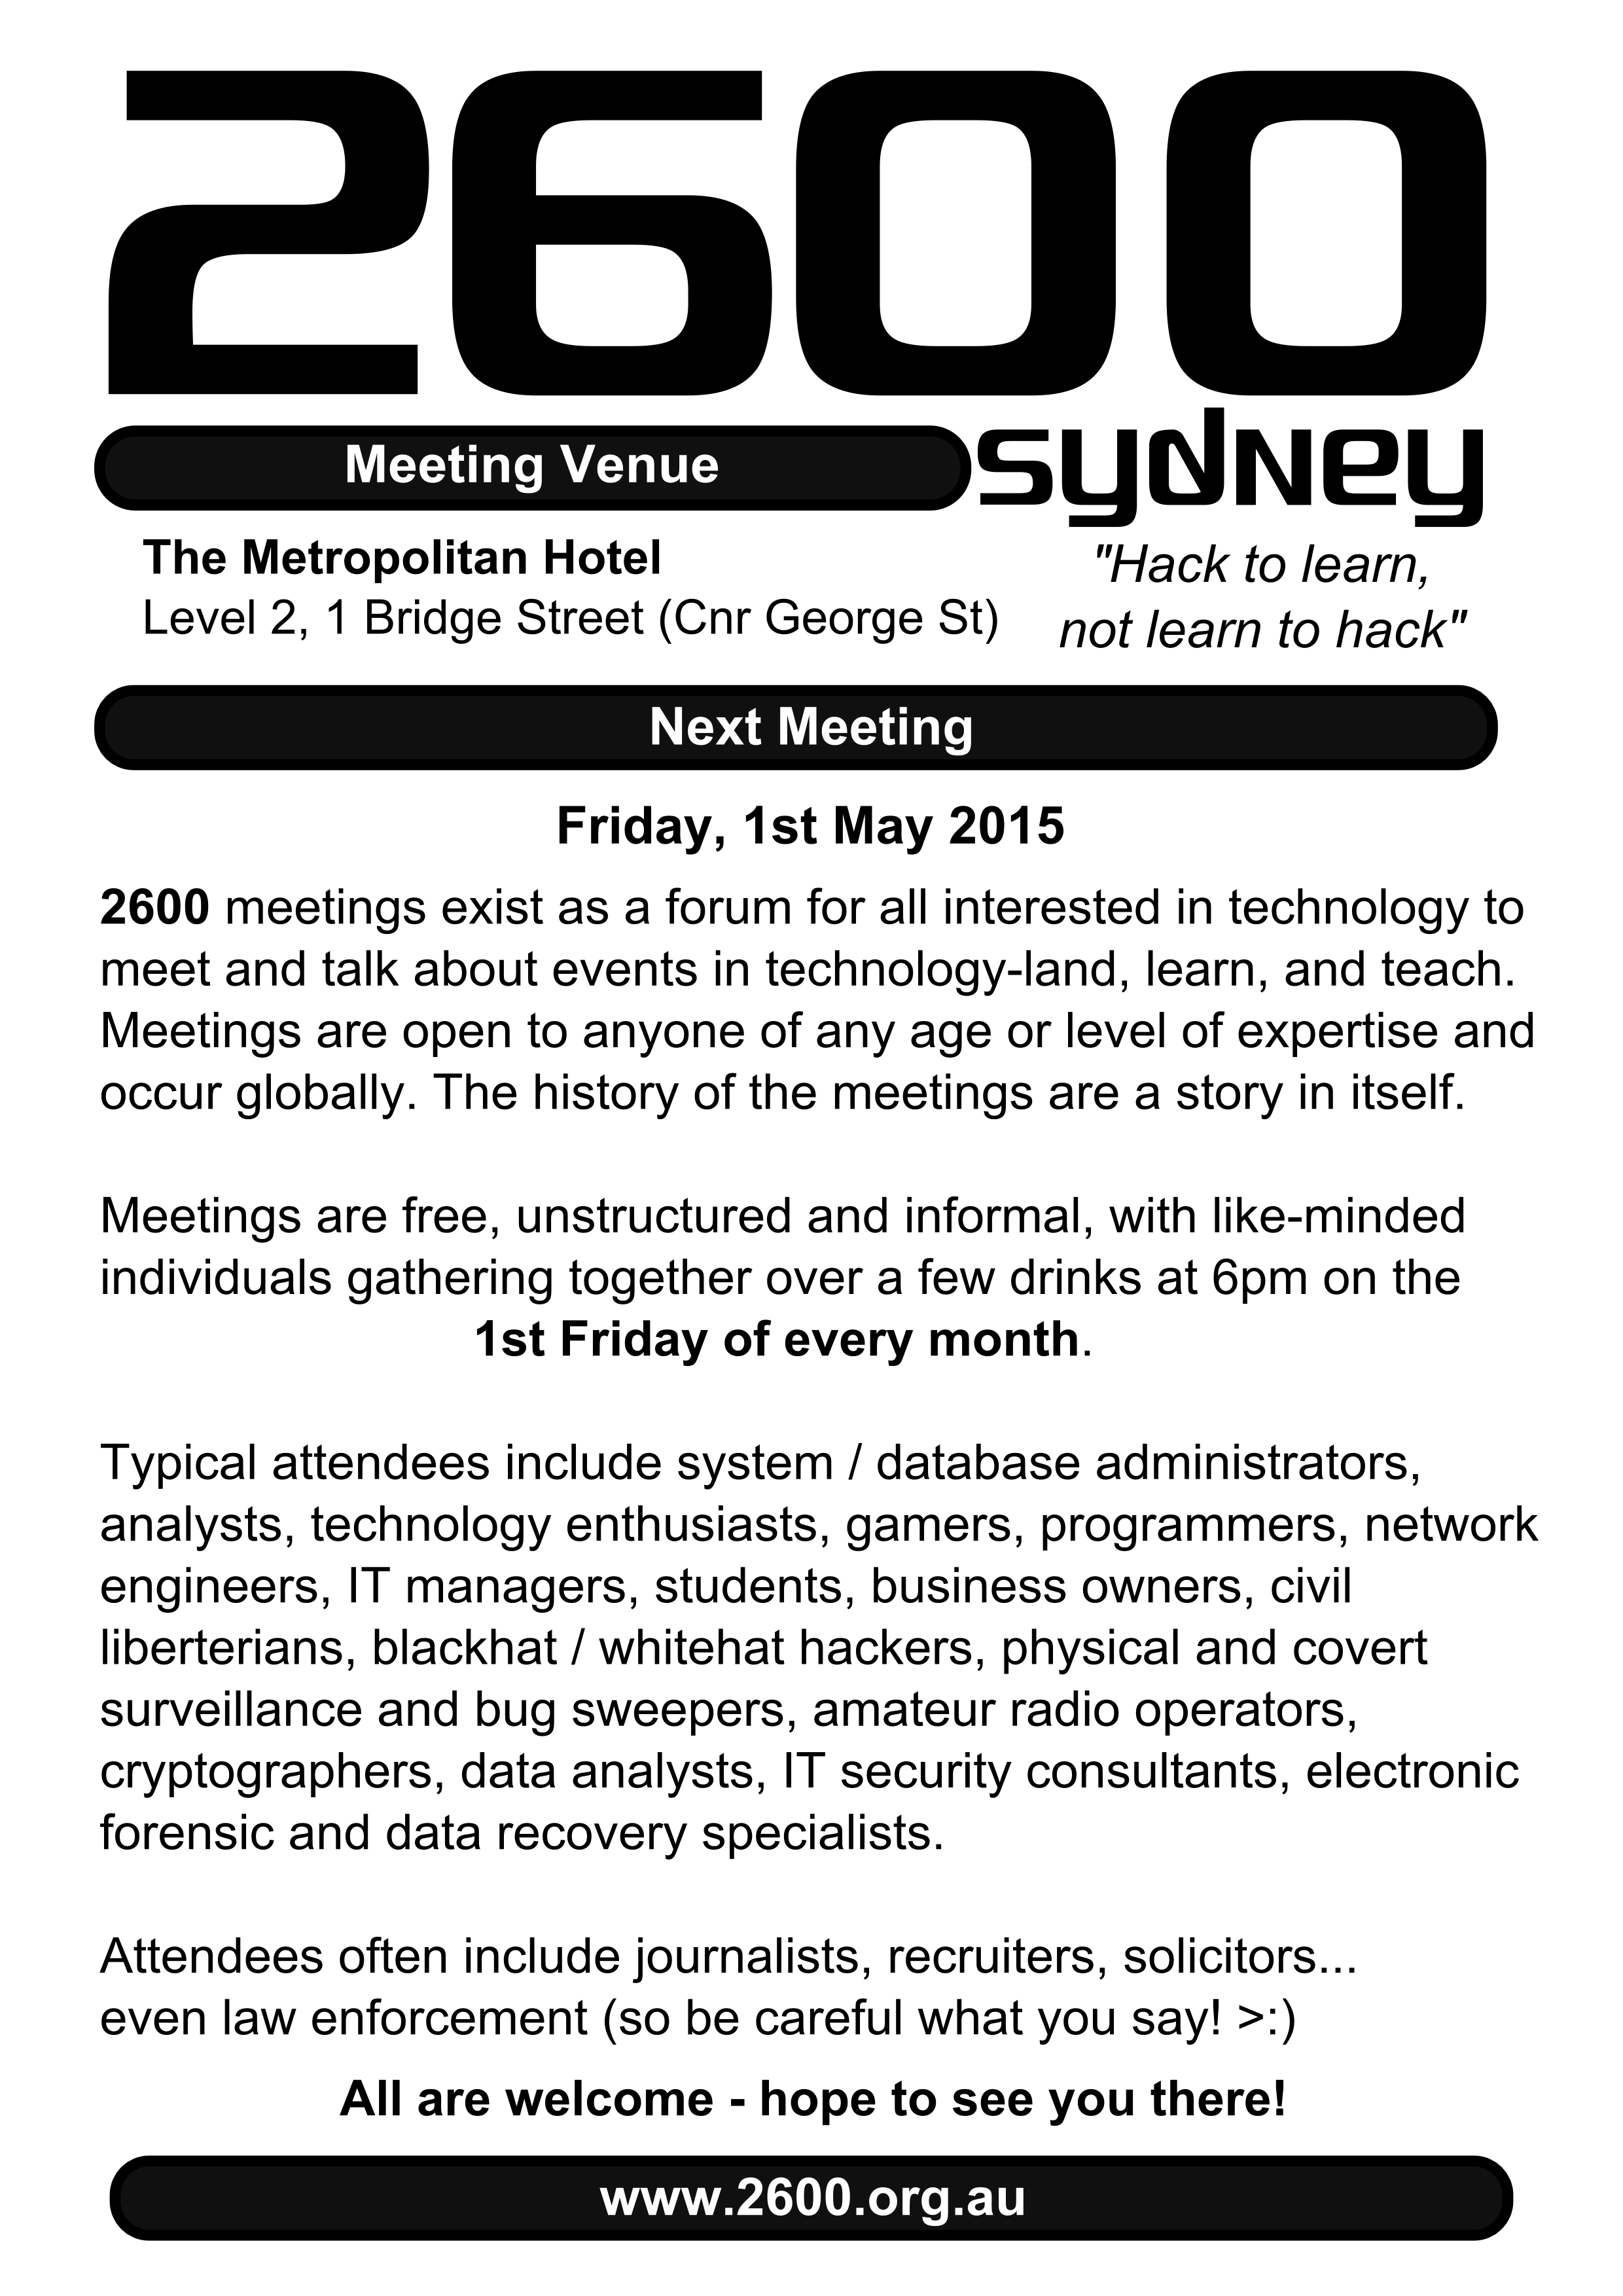 2600
sydney
Meeting Venue
The Metropolitan Hotel
Level 2, 1 Bridge Street (Cnr George St)
"Hack to learn,
not learn to hack"
Next Meeting
Friday, 1st May 2015
2600 meetings exist as a forum for all interested in technology to
meet and talk about events in technology-land, learn, and teach.
Meetings are open to anyone of any age or level of expertise and
occur globally. The history of the meetings are a story in itself.
Meetings are free, unstructured and informal, with like-minded
individuals gathering together over a few drinks at 6pm on the
1st Friday of every month.
Typical attendees include system / database administrators,
analysts, technology enthusiasts, gamers, programmers, network
engineers, IT managers, students, business owners, civil
liberterians, blackhat / whitehat hackers, physical and covert
surveillance and bug sweepers, amateur radio operators,
cryptographers, data analysts, IT security consultants, electronic
forensic and data recovery specialists.
Attendees often include journalists, recruiters, solicitors...
even law enforcement (so be careful what you say! >:)
All are welcome - hope to see you there!
www.2600.org.au